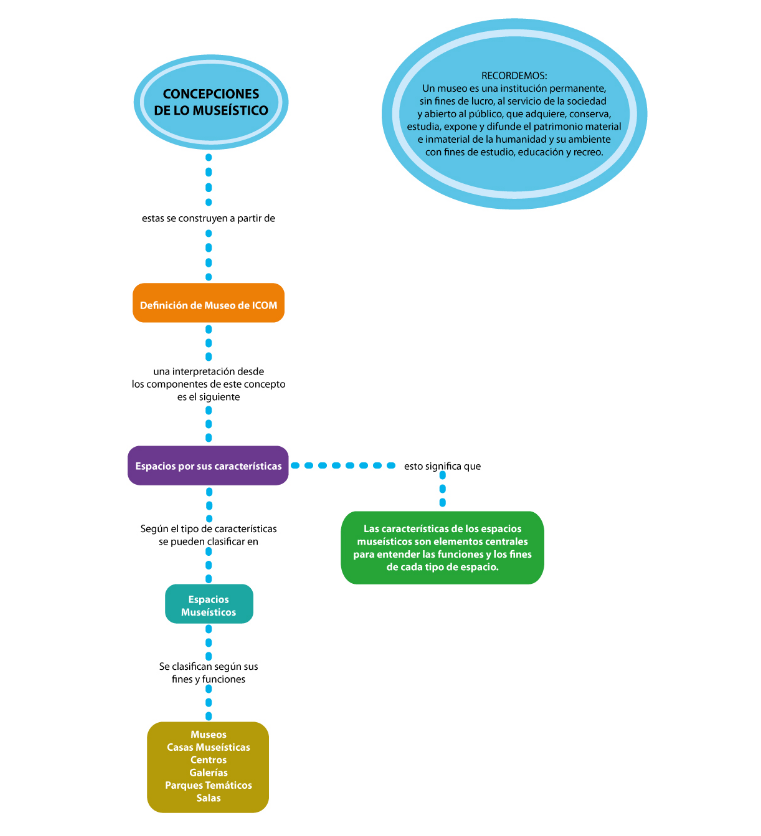 CONCEPCIONES
DE LO MUSEÍSTICO
RECORDEMOS:
Un museo es una institución permanente,
sin fines de lucro, al servicio de la sociedad
y abierto al público, que adquiere, conserva,
estudia, expone y difunde el patrimonio material
e inmaterial de la humanidad y su ambiente
con fines de estudio, educación y recreo.
estas se construyen a partir de
Definición de Museo de ICOM
una interpretación desde
los componentes de este concepto
es el siguiente
Espacios por sus características
esto significa que
Las características de los espacios
museísticos son elementos centrales
para entender las funciones y los fines
de cada tipo de espacio.
Según el tipo de características
se pueden clasificar en
Espacios
Museísticos
Se clasifican según sus
fines y funciones
Museos
Casas Museísticas
Centros
Galerías
Parques Temáticos
Salas